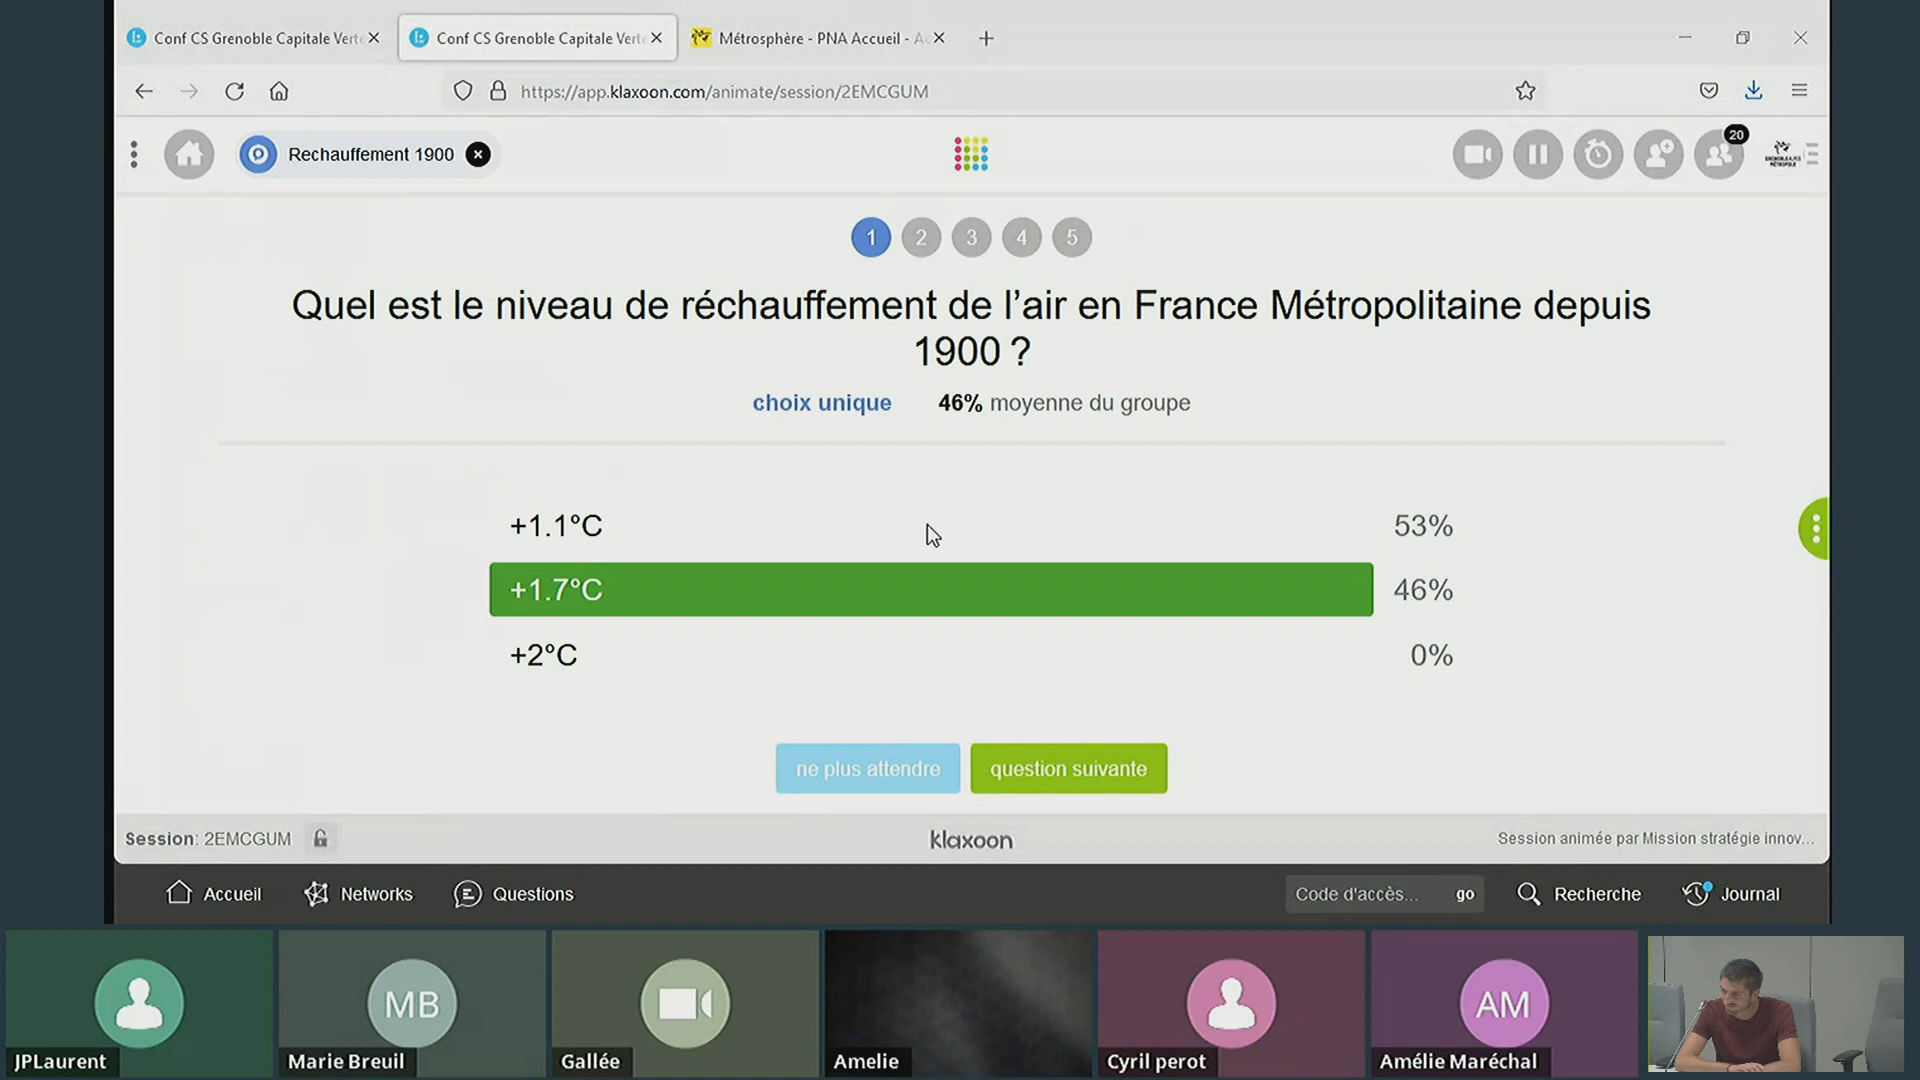 Conf CS Grenoble Capitale Verte
Conf CS Grenoble Capitale Verte
Métrosphère - PNA Accueil - Ac
https://app.klaxoon.com/animate/session/2EMCGUM
Rechauffement 1900
20
1 2 3 4 5
Quel est le niveau de réchauffement de l’air en France Métropolitaine depuis
1900 ?
choix unique 46% moyenne du groupe
+1.1°C 53%
+1.7°C 46%
+2°C 0%
ne plus attendre question suivante
Session: 2EMCGUM
klaxoon
Session animée par Mission stratégie innov...
Accueil Networks Questions
Code d'accès... go Recherche Journal
MB AM
JPLaurent Marie Breuil Gallée Amelie Cyril perot Amélie Maréchal